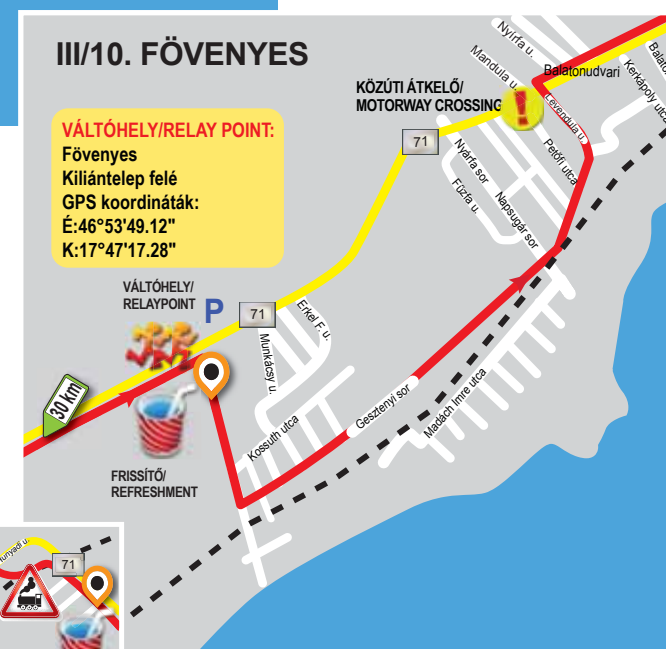 III/10. FÖVENYES
VÁLTÓHELY/RELAY POINT:
Fövenyes
Kiliántelep felé
GPS koordináták:
É:46°53'49.12"
K:17°47'17.28"
KÖZÚTI ÁTKELŐ/
MOTORWAY CROSSING
Nyírfa u.
Mandula u.
Balatonudvari
Kerkápoly utca
Levendula u.
Petőfi utca
71
Nyárfa sor
Fűzfa u.
Napsugár sor
VÁLTÓHELY/
RELAYPOINT
P
71
Erkel F. u.
Munkácsy u.
30 km
Kossuth utca
Gesztenyi sor
Madách Imre utca
FRISSÍTŐ/
REFRESHMENT
71